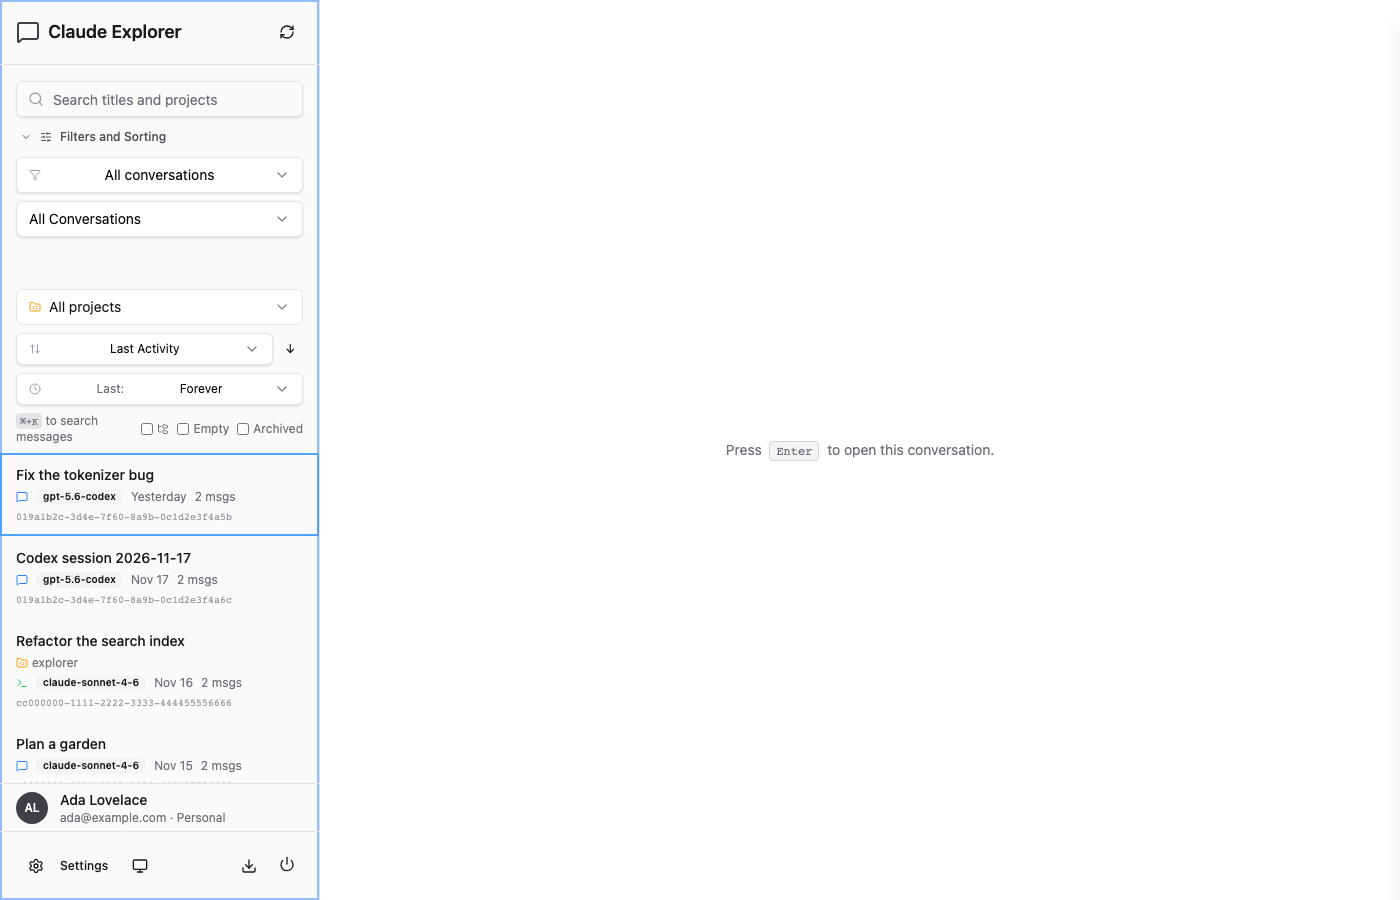 Claude Explorer
Search titles and projects
Filters and Sorting
All conversations
All Conversations
All projects
Last Activity
Last: Forever
⌘+K to search
messages
Empty
Archived
Fix the tokenizer bug
gpt-5.6-codex Yesterday 2 msgs
019a1b2c-3d4e-7f60-8a9b-0c1d2e3f4a5b
Codex session 2026-11-17
gpt-5.6-codex Nov 17 2 msgs
019a1b2c-3d4e-7f60-8a9b-0c1d2e3f4a6c
Refactor the search index
explorer
claude-sonnet-4-6 Nov 16 2 msgs
cc000000-1111-2222-3333-444455556666
Plan a garden
claude-sonnet-4-6 Nov 15 2 msgs
AL
Ada Lovelace
ada@example.com · Personal
Settings
Press Enter to open this conversation.